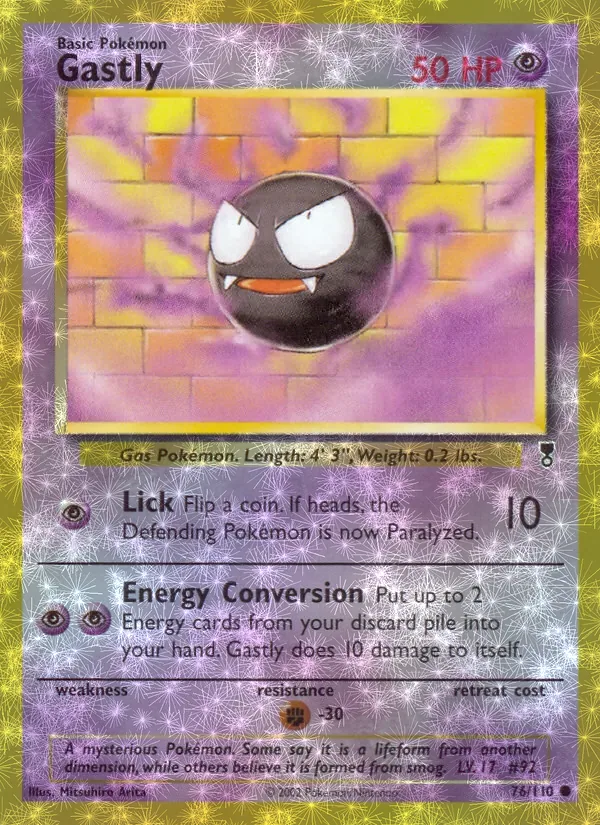 Basic Pokémon
Gastly
50 HP
Gas Pokémon. Length: 4' 3", Weight: 0.2 lbs.
Lick Flip a coin. If heads, the
Defending Pokémon is now Paralyzed.
10
Energy Conversion Put up to 2
Energy cards from your discard pile into
your hand. Gastly does 10 damage to itself.
weakness resistance retreat cost
-30
A mysterious Pokémon. Some say it is a lifeform from another
dimension, while others believe it is formed from smog. LV. 17 #92
Illus. Mitsuhiro Arita © 2002 Pokémon/Nintendo. 76/110